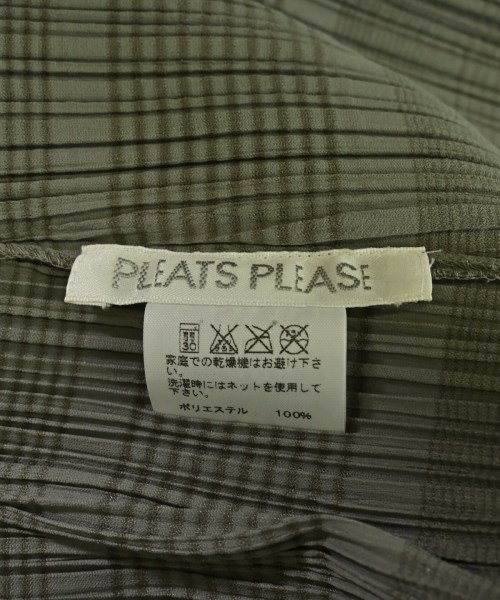 PLEATS PLEASE
家庭での乾燥機はお避け下さ
い。
洗濯時にはネットを使用して
下さい。
ポリエステル 100%